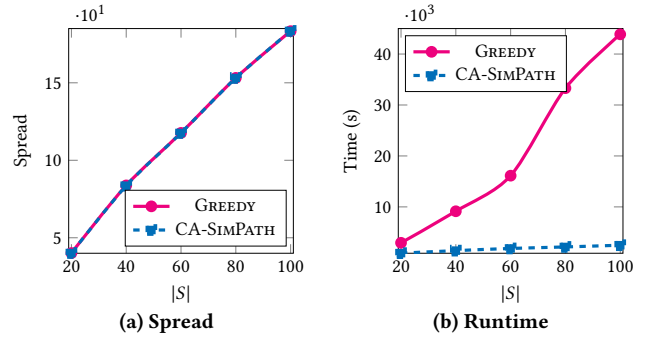 ·10¹
15
10
5
Spread
20 40 60 80 100
|S|
GREEDY
CA-SIMPATH
(a) Spread
·10³
40
30
20
10
Time (s)
20 40 60 80 100
|S|
GREEDY
CA-SIMPATH
(b) Runtime